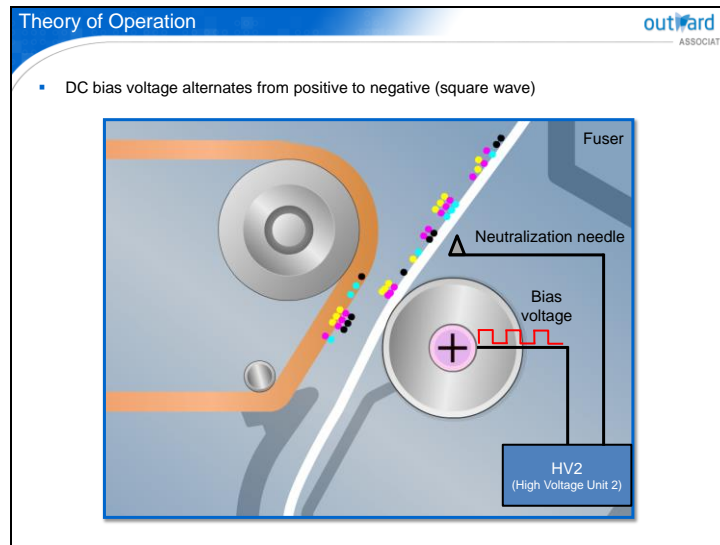 Theory of Operation
outward
ASSOCIAT
▪ DC bias voltage alternates from positive to negative (square wave)
Fuser
Neutralization needle
Bias
voltage
+
HV2
(High Voltage Unit 2)